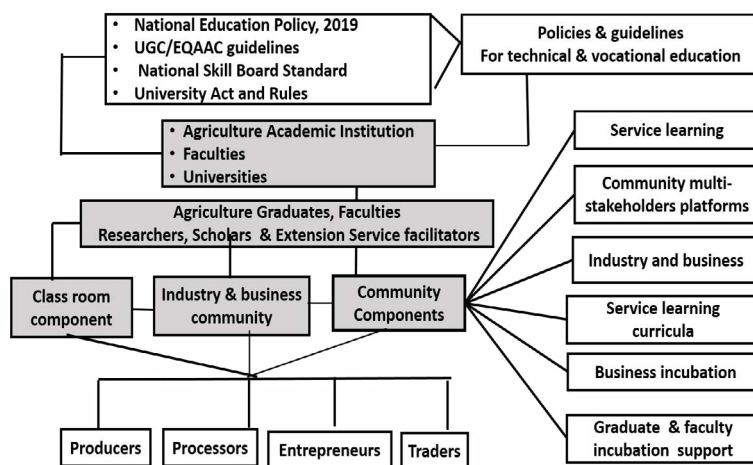 • National Education Policy, 2019
• UGC/EQAAC guidelines
• National Skill Board Standard
• University Act and Rules
Policies & guidelines
For technical & vocational education
• Agriculture Academic Institution
• Faculties
• Universities
Agriculture Graduates, Faculties
Researchers, Scholars & Extension Service facilitators
Class room
component
Industry & business
community
Community
Components
Service learning
Community multi-
stakeholders platforms
Industry and business
Service learning
curricula
Business incubation
Graduate & faculty
incubation support
Producers
Processors
Entrepreneurs
Traders